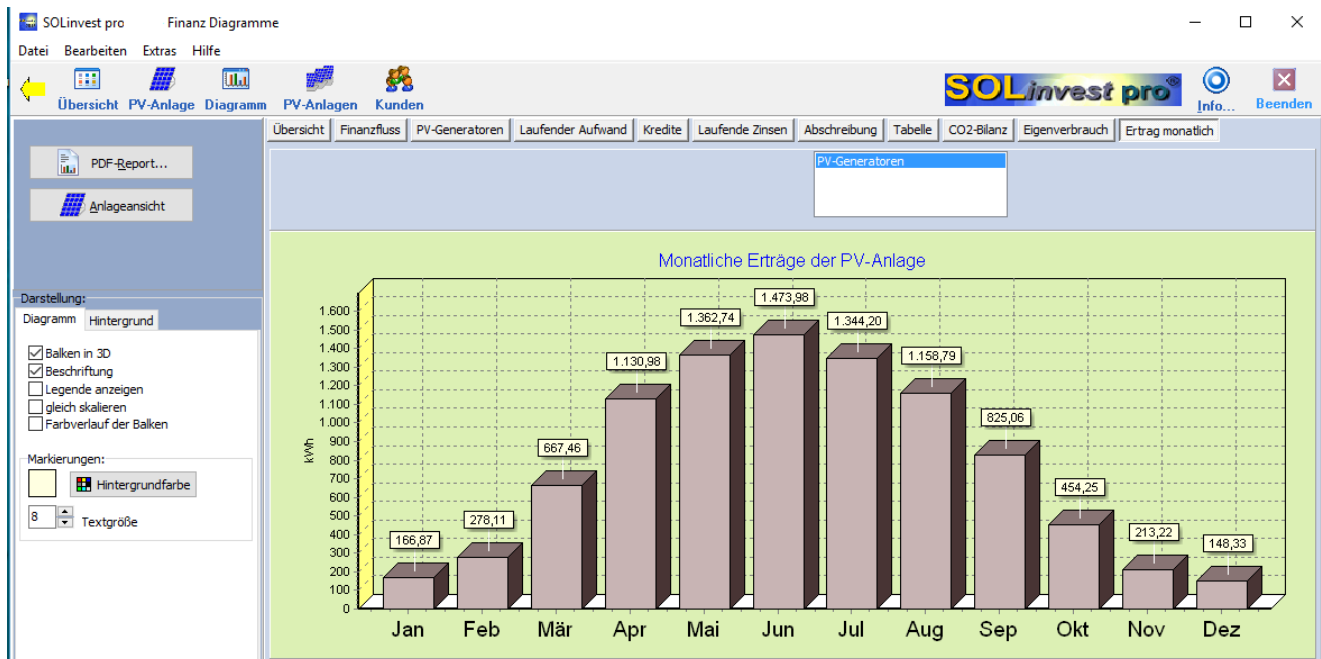 SOLinvest pro Finanz Diagramme
Datei Bearbeiten Extras Hilfe
Übersicht PV-Anlage Diagramm PV-Anlagen Kunden
SOLinvest pro®
Info... Beenden
PDF-Report...
Anlageansicht
Übersicht Finanzfluss PV-Generatoren Laufender Aufwand Kredite Laufende Zinsen Abschreibung Tabelle CO2-Bilanz Eigenverbrauch Ertrag monatlich
PV-Generatoren
Darstellung:
Diagramm Hintergrund
Balken in 3D
Beschriftung
Legende anzeigen
gleich skalieren
Farbverlauf der Balken
Markierungen:
Hintergrundfarbe
8 Textgröße
Monatliche Erträge der PV-Anlage
kWh
1.600
1.500
1.400
1.300
1.200
1.100
1.000
900
800
700
600
500
400
300
200
100
0
166,87
278,11
667,46
1.130,98
1.362,74
1.473,98
1.344,20
1.158,79
825,06
454,25
213,22
148,33
Jan Feb Mär Apr Mai Jun Jul Aug Sep Okt Nov Dez